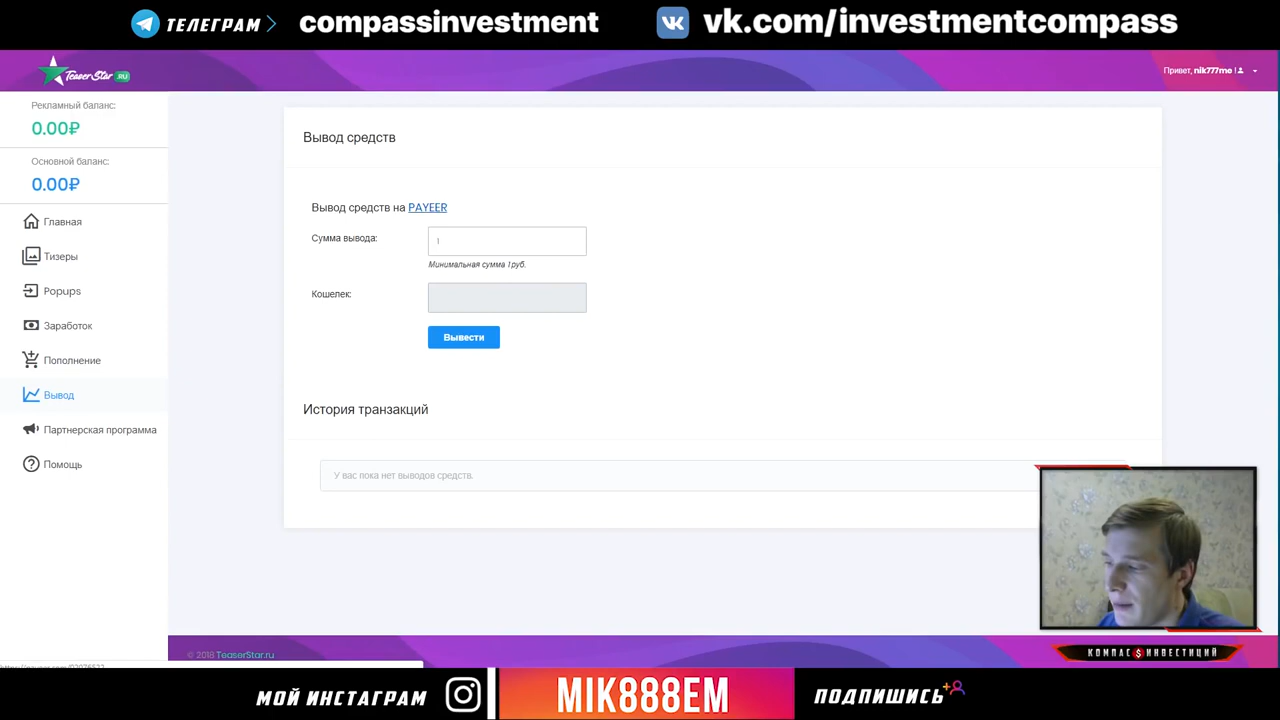 ТЕЛЕГРАМ compassinvestment vk.com/investmentcompass
TeaserStar .RU
Привет, nik777me !
Рекламный баланс:
0.00₽
Основной баланс:
0.00₽
Главная
Тизеры
Popups
Заработок
Пополнение
Вывод
Партнерская программа
Помощь
Вывод средств
Вывод средств на PAYEER
Сумма вывода:
1
Минимальная сумма 1руб.
Кошелек:
Вывести
История транзакций
У вас пока нет выводов средств.
© 2018 TeaserStar.ru
КОМПАС $ ИНВЕСТИЦИЙ
МОЙ ИНСТАГРАМ MIK888EM ПОДПИШИСЬ